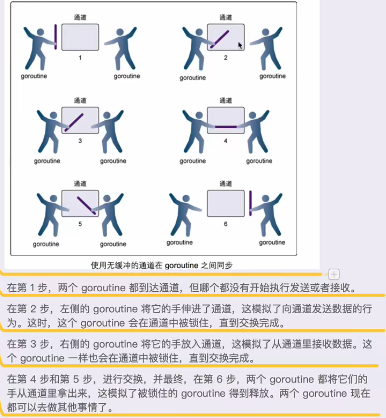 通道 通道
goroutine 1 goroutine goroutine 2 goroutine
通道 通道
goroutine 3 goroutine goroutine 4 goroutine
通道 通道
goroutine 5 goroutine goroutine 6 goroutine
使用无缓冲的通道在 goroutine 之间同步
在第 1 步，两个 goroutine 都到达通道，但哪个都没有开始执行发送或者接收。
在第 2 步，左侧的 goroutine 将它的手伸进了通道，这模拟了向通道发送数据的行
为。这时，这个 goroutine 会在通道中被锁住，直到交换完成。
在第 3 步，右侧的 goroutine 将它的手放入通道，这模拟了从通道里接收数据。这
个 goroutine 一样也会在通道中被锁住，直到交换完成。
在第 4 步和第 5 步，进行交换，并最终，在第 6 步，两个 goroutine 都将它们的
手从通道里拿出来，这模拟了被锁住的 goroutine 得到释放。两个 goroutine 现在
都可以去做其他事情了。